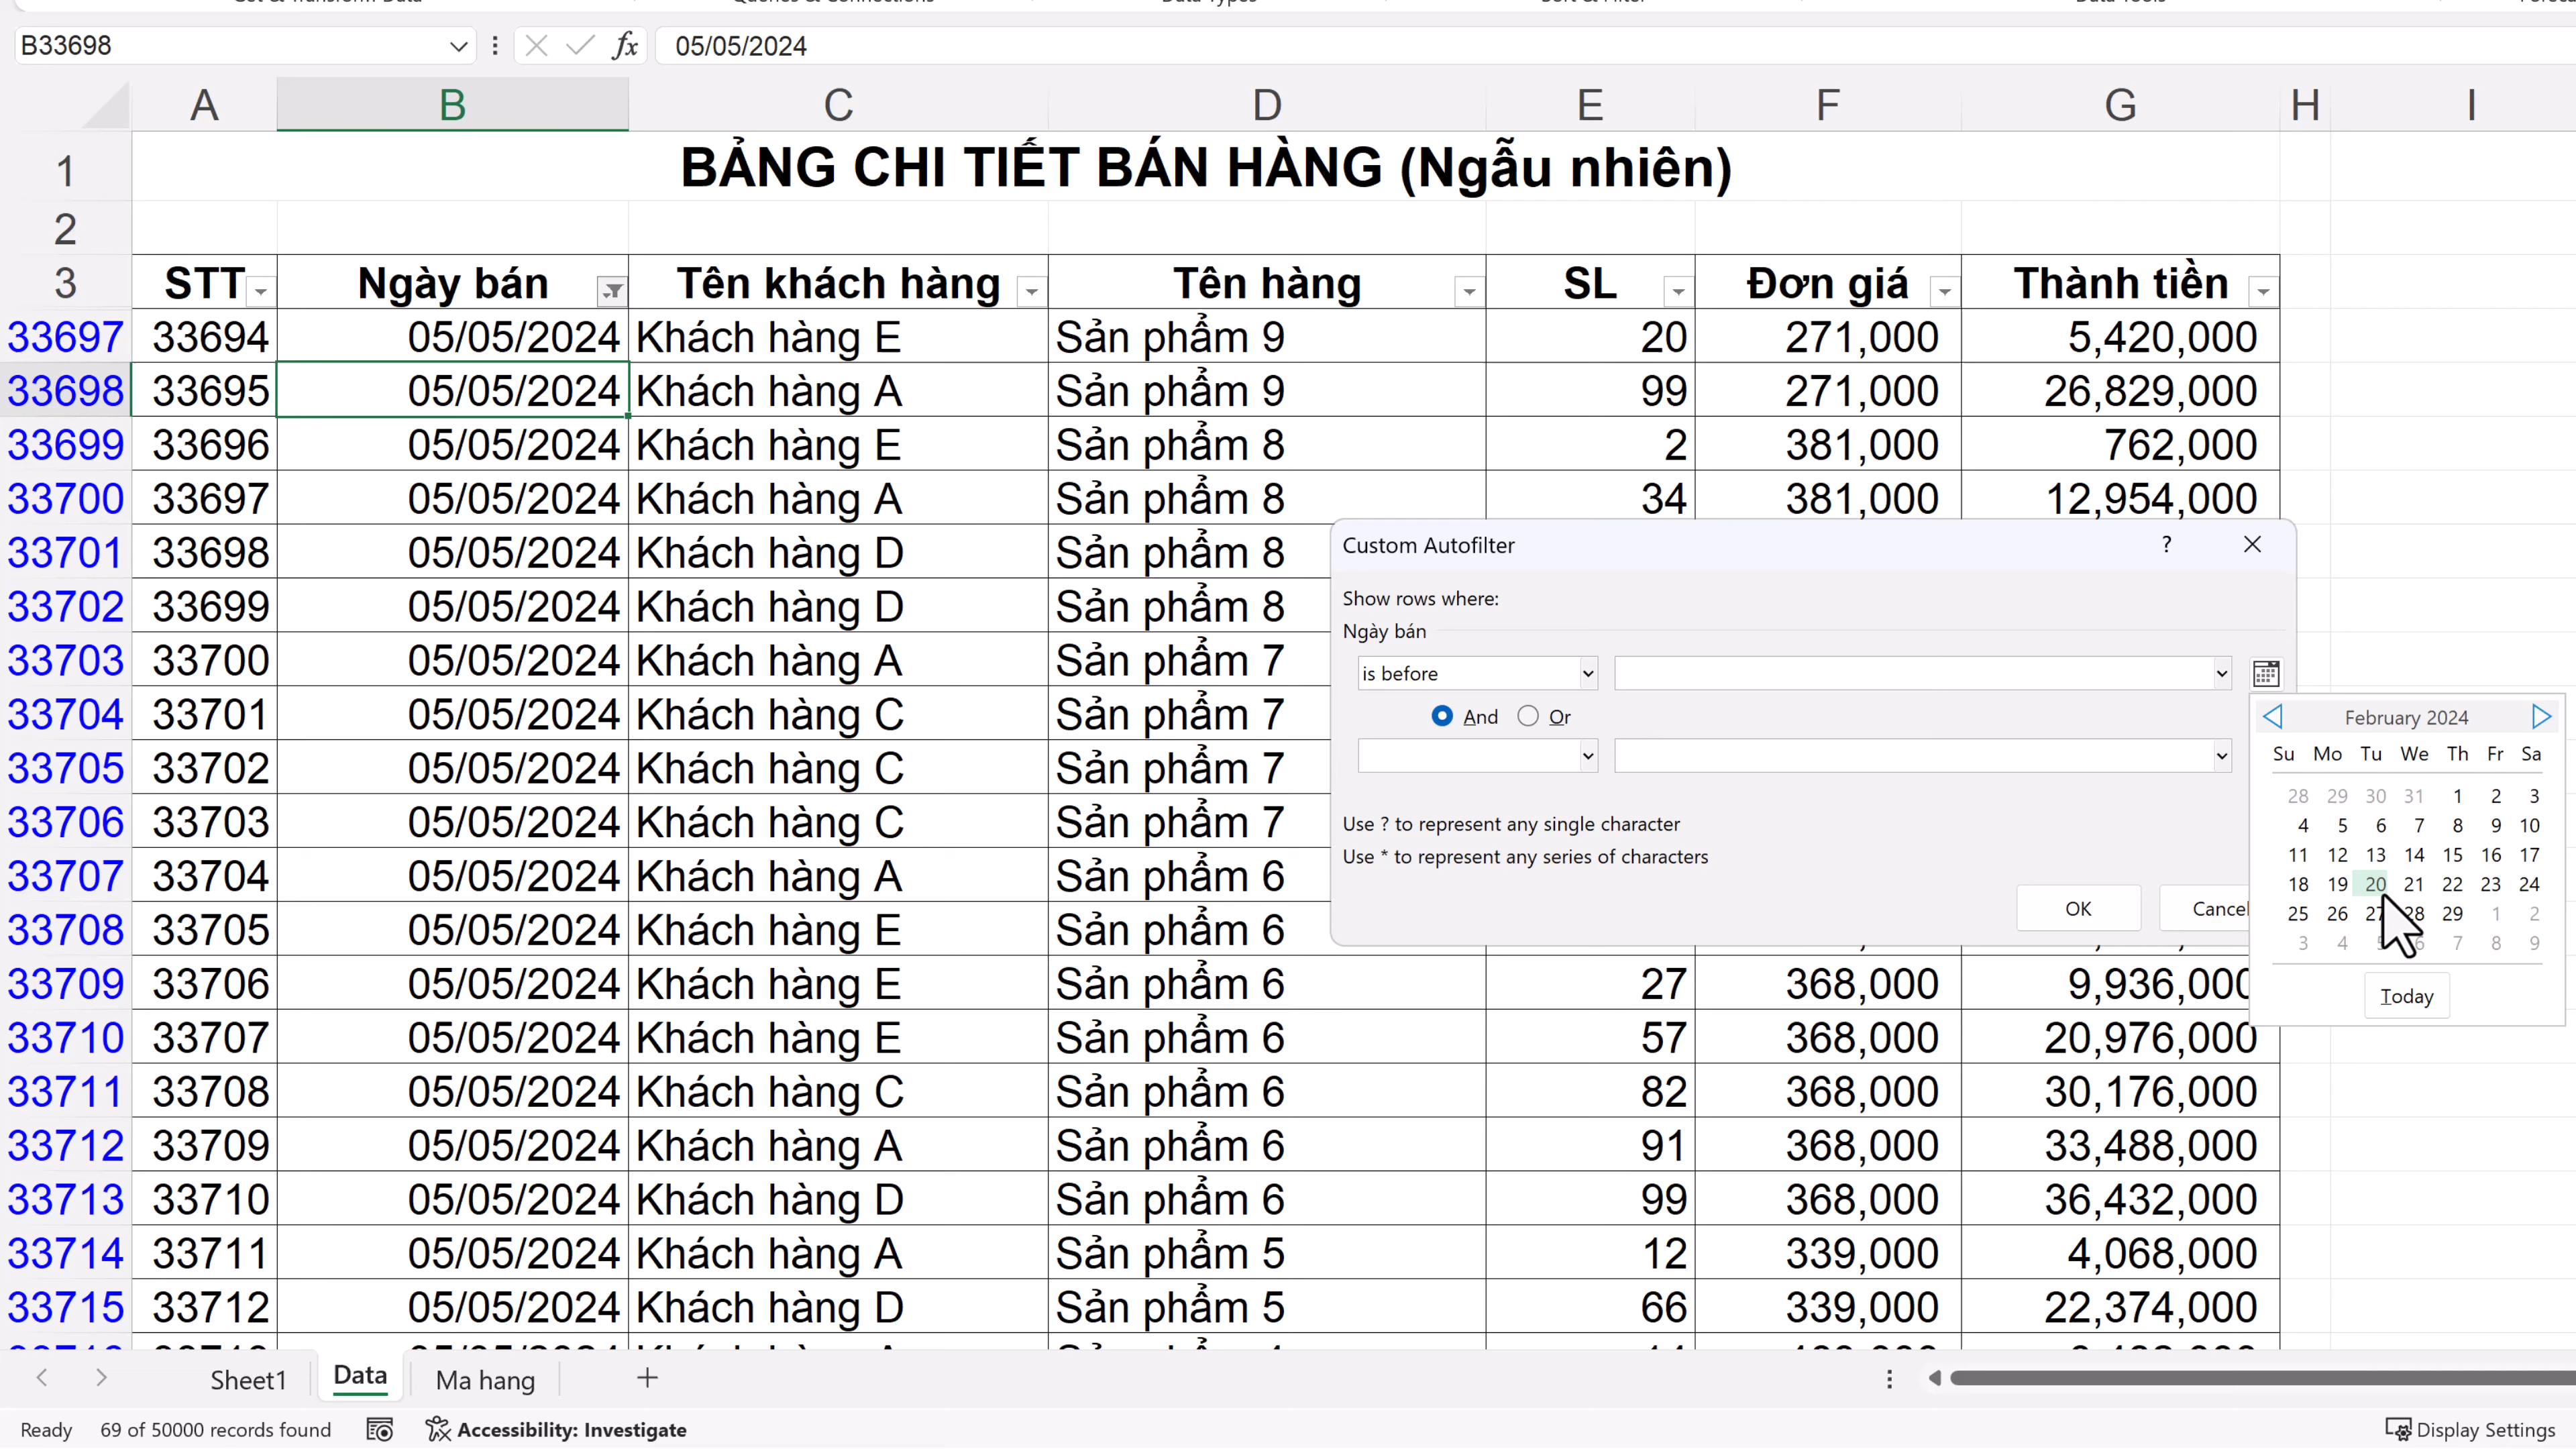 B33698 fx 05/05/2024
A B C D E F G H I
1 BẢNG CHI TIẾT BÁN HÀNG (Ngẫu nhiên)
2
3 STT Ngày bán Tên khách hàng Tên hàng SL Đơn giá Thành tiền
33697 33694 05/05/2024 Khách hàng E Sản phẩm 9 20 271,000 5,420,000
33698 33695 05/05/2024 Khách hàng A Sản phẩm 9 99 271,000 26,829,000
33699 33696 05/05/2024 Khách hàng E Sản phẩm 8 2 381,000 762,000
33700 33697 05/05/2024 Khách hàng A Sản phẩm 8 34 381,000 12,954,000
33701 33698 05/05/2024 Khách hàng D Sản phẩm 8
33702 33699 05/05/2024 Khách hàng D Sản phẩm 8
33703 33700 05/05/2024 Khách hàng A Sản phẩm 7
33704 33701 05/05/2024 Khách hàng C Sản phẩm 7
33705 33702 05/05/2024 Khách hàng C Sản phẩm 7
33706 33703 05/05/2024 Khách hàng C Sản phẩm 7
33707 33704 05/05/2024 Khách hàng A Sản phẩm 6
33708 33705 05/05/2024 Khách hàng E Sản phẩm 6
33709 33706 05/05/2024 Khách hàng E Sản phẩm 6 27 368,000 9,936,000
33710 33707 05/05/2024 Khách hàng E Sản phẩm 6 57 368,000 20,976,000
33711 33708 05/05/2024 Khách hàng C Sản phẩm 6 82 368,000 30,176,000
33712 33709 05/05/2024 Khách hàng A Sản phẩm 6 91 368,000 33,488,000
33713 33710 05/05/2024 Khách hàng D Sản phẩm 6 99 368,000 36,432,000
33714 33711 05/05/2024 Khách hàng A Sản phẩm 5 12 339,000 4,068,000
33715 33712 05/05/2024 Khách hàng D Sản phẩm 5 66 339,000 22,374,000
Custom Autofilter ?
Show rows where:
Ngày bán
is before
And Or
Use ? to represent any single character
Use * to represent any series of characters
OK Cancel
February 2024
Su Mo Tu We Th Fr Sa
28 29 30 31 1 2 3
4 5 6 7 8 9 10
11 12 13 14 15 16 17
18 19 20 21 22 23 24
25 26 27 28 29 1 2
3 4 5 6 7 8 9
Today
Sheet1 Data Ma hang
Ready 69 of 50000 records found Accessibility: Investigate Display Settings